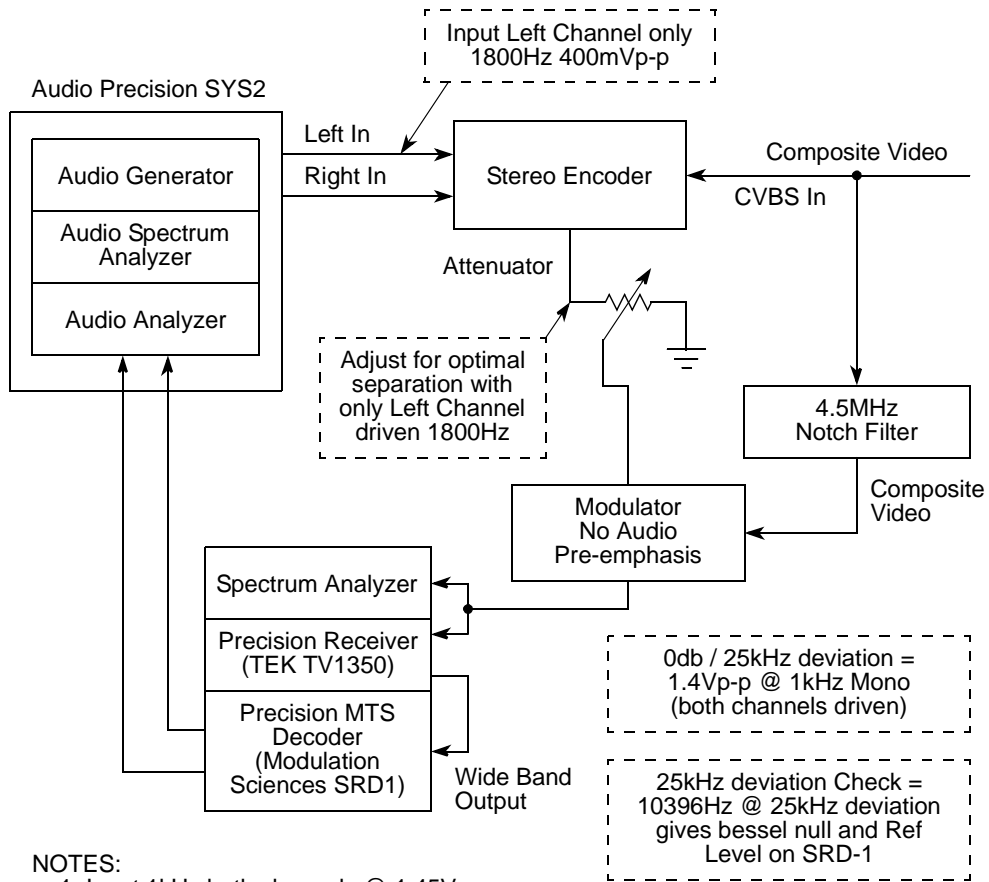 Input Left Channel only
1800Hz 400mVp-p
Audio Precision SYS2
Left In
Right In
Audio Generator
Audio Spectrum
Analyzer
Audio Analyzer
Stereo Encoder
Composite Video
CVBS In
Attenuator
Adjust for optimal
separation with
only Left Channel
driven 1800Hz
4.5MHz
Notch Filter
Composite
Video
Modulator
No Audio
Pre-emphasis
Spectrum Analyzer
Precision Receiver
(TEK TV1350)
Precision MTS
Decoder
(Modulation
Sciences SRD1)
Wide Band
Output
0db / 25kHz deviation =
1.4Vp-p @ 1kHz Mono
(both channels driven)
25kHz deviation Check =
10396Hz @ 25kHz deviation
gives bessel null and Ref
Level on SRD-1
NOTES: